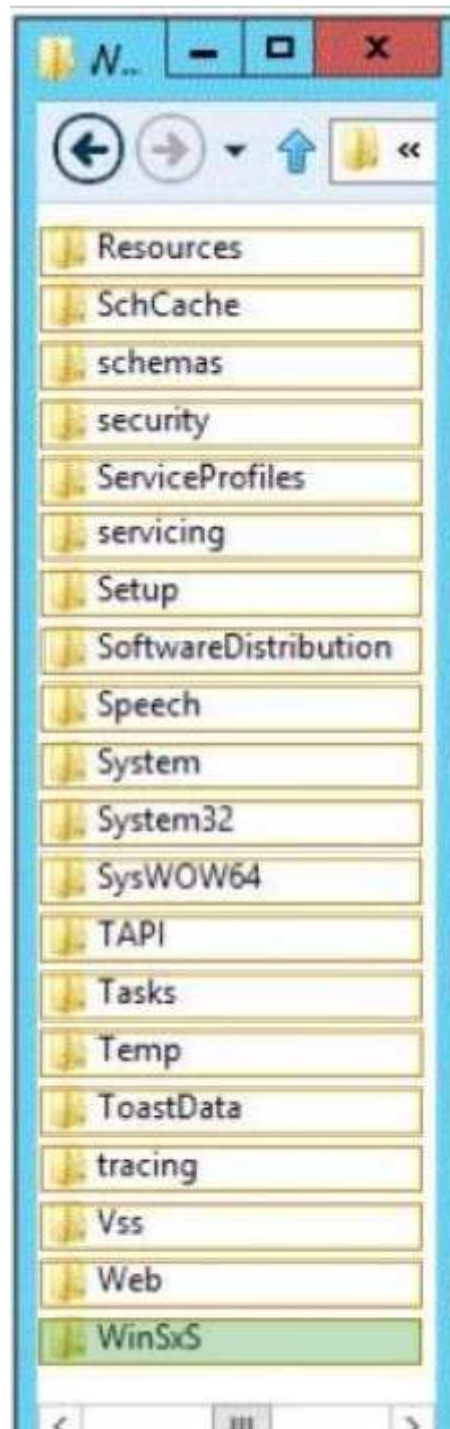 N...
«
Resources
SchCache
schemas
security
ServiceProfiles
servicing
Setup
SoftwareDistribution
Speech
System
System32
SysWOW64
TAPI
Tasks
Temp
ToastData
tracing
Vss
Web
WinSxS